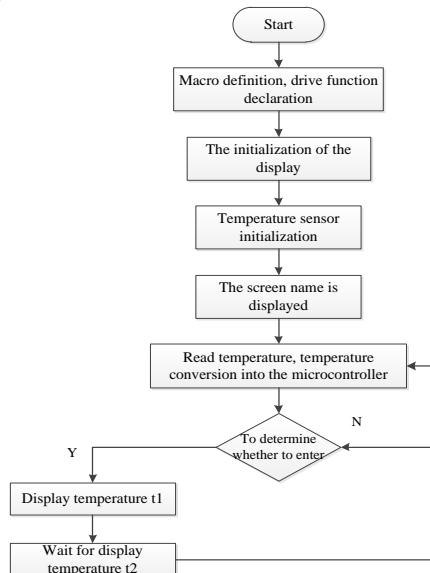 Start
Macro definition, drive function
declaration
The initialization of the
display
Temperature sensor
initialization
The screen name is
displayed
Read temperature, temperature
conversion into the microcontroller
To determine
whether to enter
N
Y
Display temperature t1
Wait for display
temperature t2